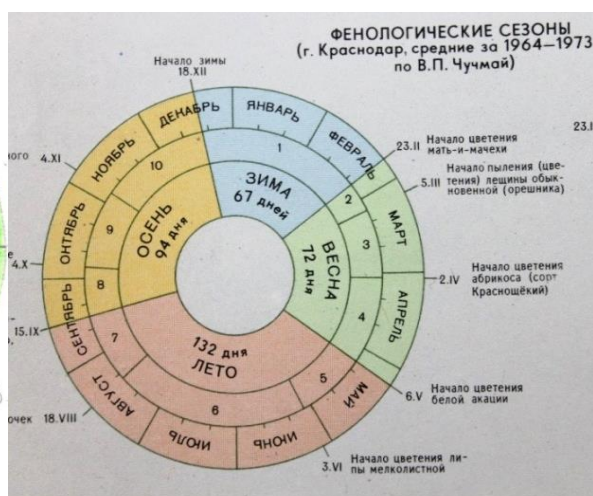 ФЕНОЛОГИЧЕСКИЕ СЕЗОНЫ
(г. Краснодар, средние за 1964—1973
по В.П. Чучмай)
Начало зимы
18.XII
23.II Начало цветения
мать-и-мачехи
23.I
5.III Начало пыления (цве-
тения) лещины обык-
новенной (орешника)
2.IV Начало цветения
абрикоса (сорт
Краснощёкий)
6.V Начало цветения
белой акации
3.VI Начало цветения ли-
пы мелколистной
очек 18.VIII
15.IX
4.X
ного 4.XI
ЯНВАРЬ
ФЕВРАЛЬ
МАРТ
АПРЕЛЬ
МАЙ
ИЮНЬ
ИЮЛЬ
АВГУСТ
СЕНТЯБРЬ
ОКТЯБРЬ
НОЯБРЬ
ДЕКАБРЬ
1
2
3
4
5
6
7
8
9
10
ЗИМА
67 дней
ВЕСНА
72 дня
132 дня
ЛЕТО
ОСЕНЬ
94 дня